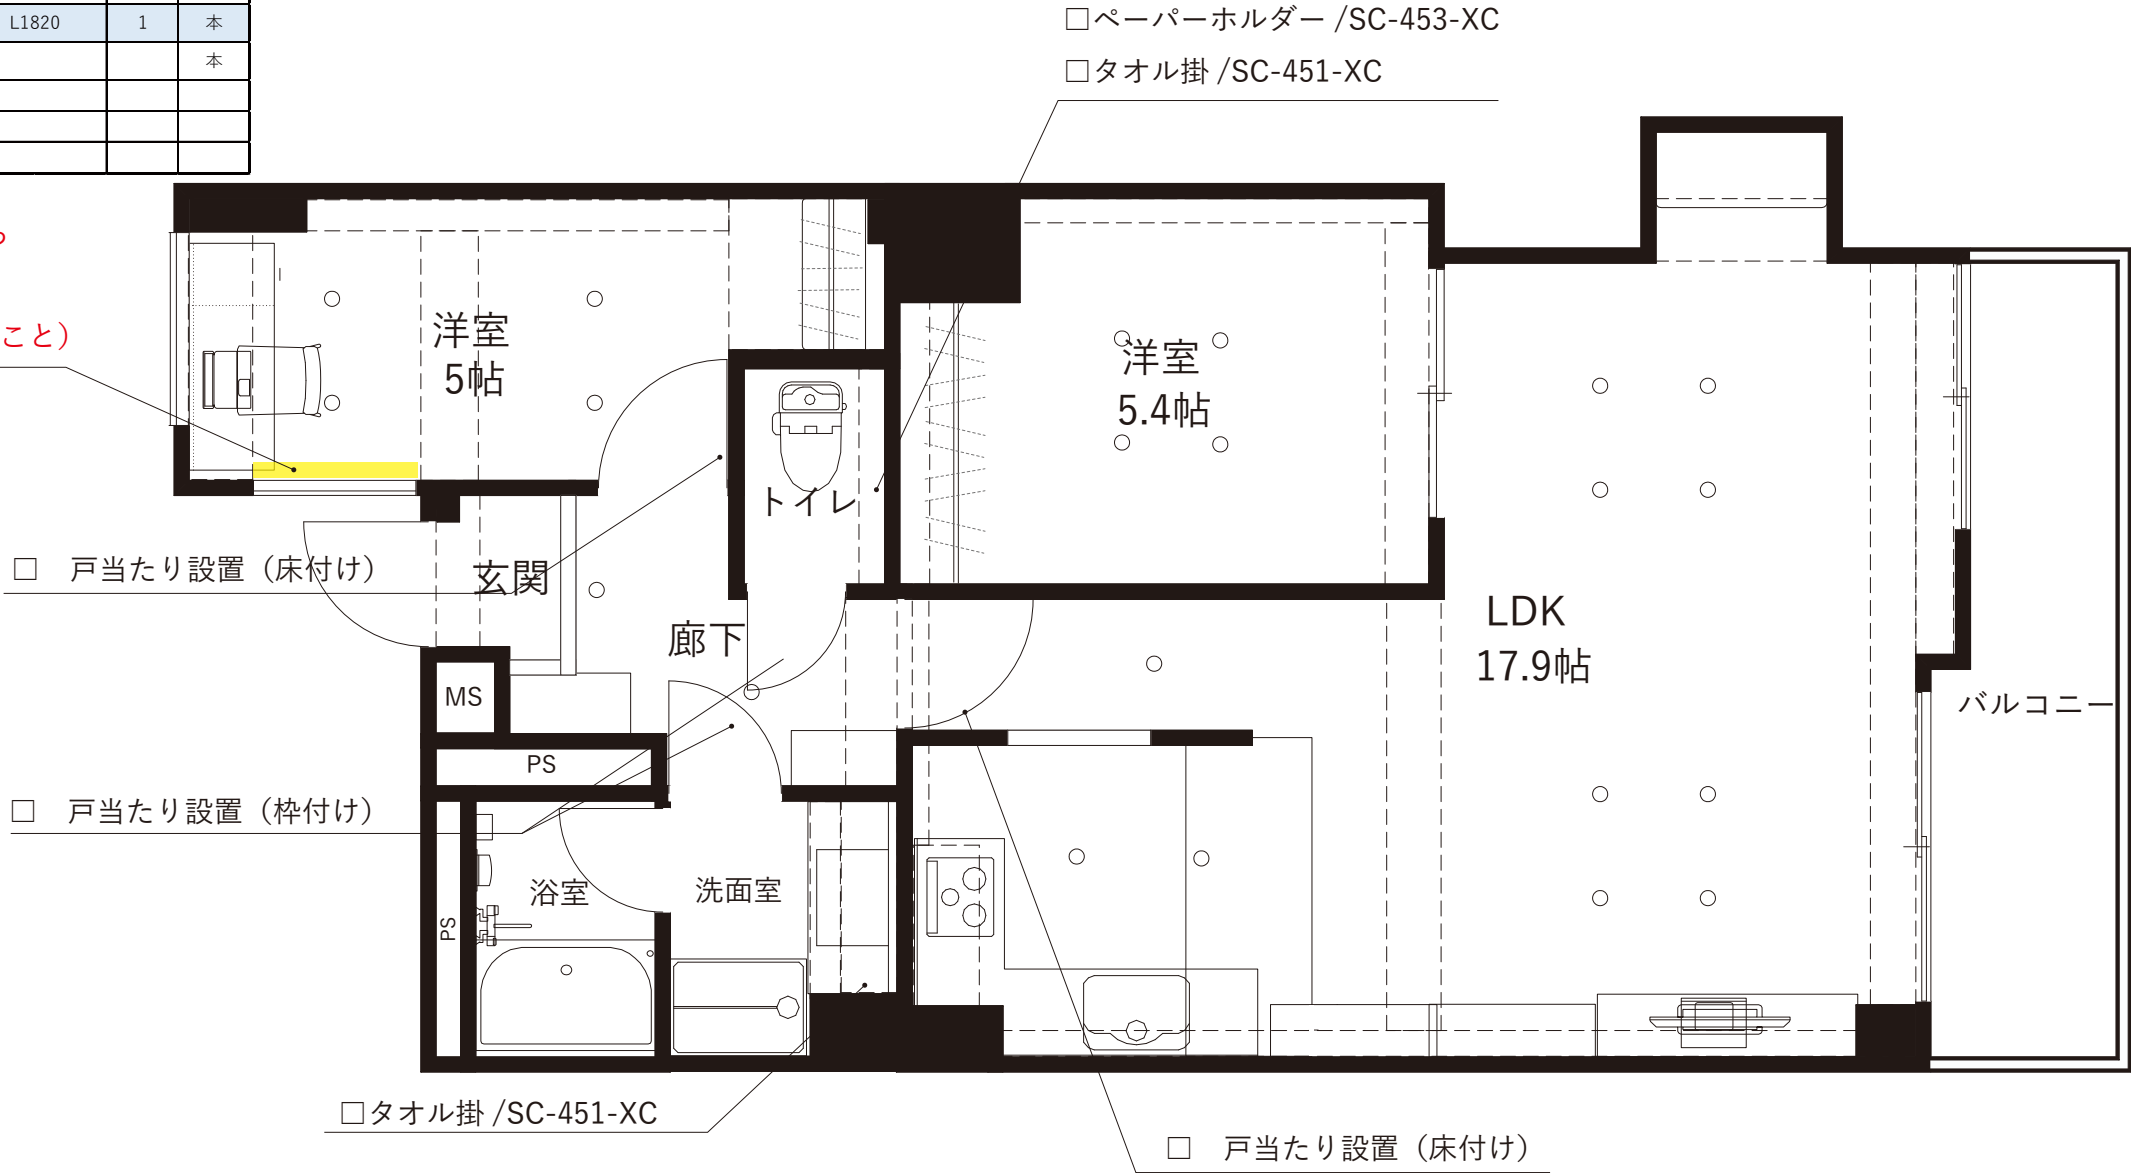 L1820 1 本
本
□ペーパーホルダー /SC-453-XC
□タオル掛 /SC-451-XC
こと）
洋室
5帖
洋室
5.4帖
トイレ
□ 戸当たり設置（床付け）
玄関
廊下
LDK
17.9帖
MS
バルコニー
PS
□ 戸当たり設置（枠付け）
浴室
洗面室
PS
□タオル掛 /SC-451-XC
□ 戸当たり設置（床付け）